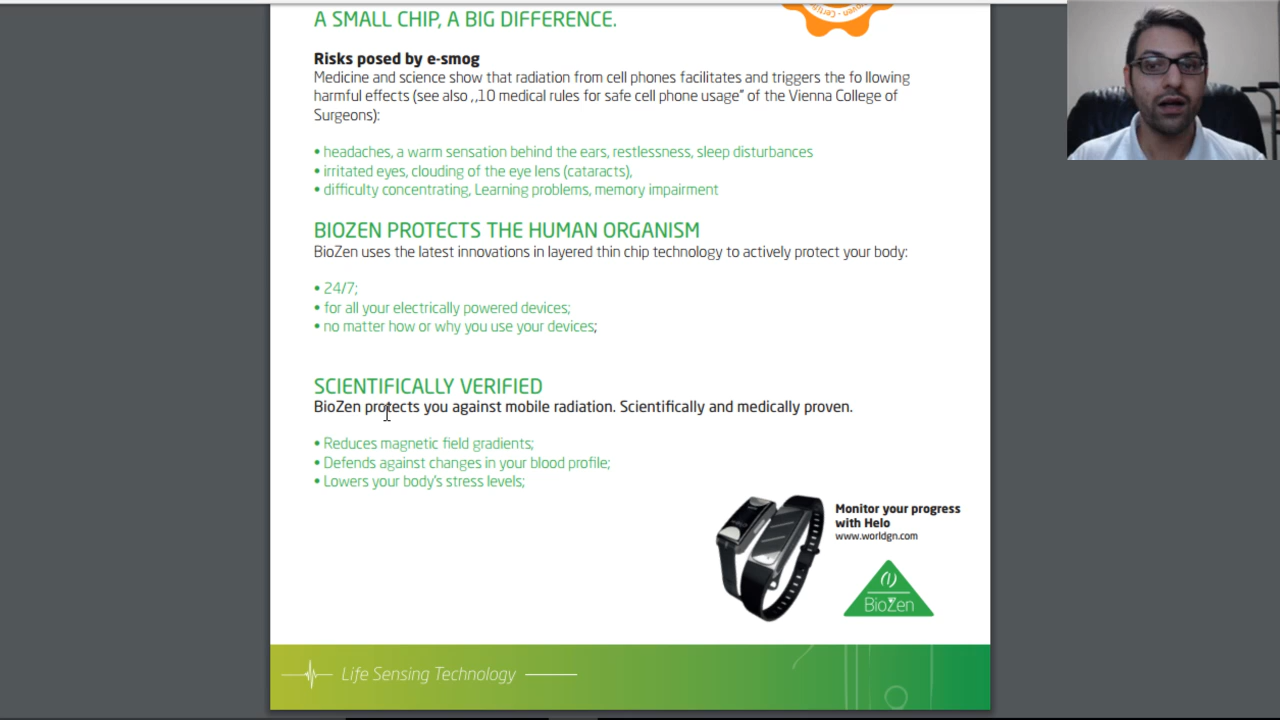 A SMALL CHIP, A BIG DIFFERENCE.
Risks posed by e-smog
Medicine and science show that radiation from cell phones facilitates and triggers the fo llowing
harmful effects (see also ,,10 medical rules for safe cell phone usage" of the Vienna College of
Surgeons):
• headaches, a warm sensation behind the ears, restlessness, sleep disturbances
• irritated eyes, clouding of the eye lens (cataracts),
• difficulty concentrating, Learning problems, memory impairment
BIOZEN PROTECTS THE HUMAN ORGANISM
BioZen uses the latest innovations in layered thin chip technology to actively protect your body:
• 24/7;
• for all your electrically powered devices;
• no matter how or why you use your devices;
SCIENTIFICALLY VERIFIED
BioZen protects you against mobile radiation. Scientifically and medically proven.
• Reduces magnetic field gradients;
• Defends against changes in your blood profile;
• Lowers your body's stress levels;
Monitor your progress
with Helo
www.worldgn.com
BioZen
Life Sensing Technology